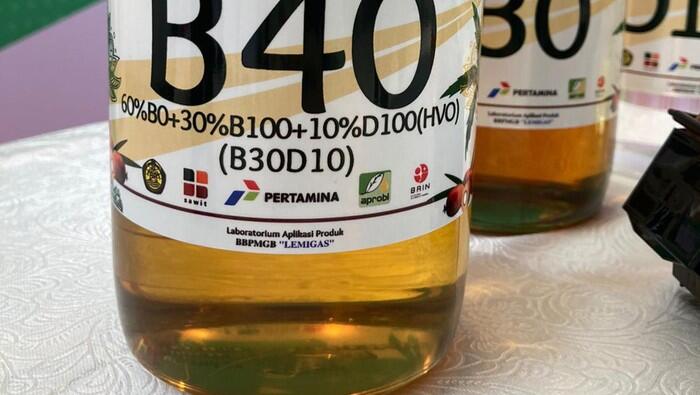 B40
60%B0+30%B100+10%D100(HVO)
(B30D10)
sawit
PERTAMINA
aprobi
BRIN
Laboratorium Aplikasi Produk
BBPMGB "LEMIGAS"
30
PERTAMINA
Laboratorium Aplikasi Produk
BBPMGB "LEMIGAS"